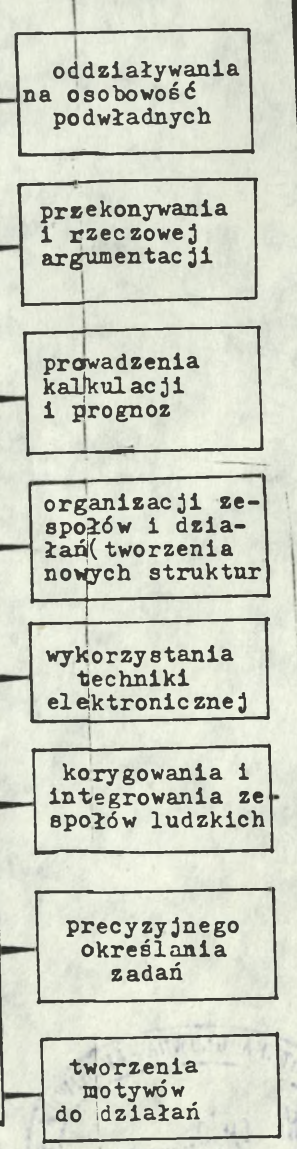 oddziaływania
na osobowość
podwładnych
przekonywania
i rzeczowej
argumentacji
prowadzenia
kalkulacji
i prognoz
organizacji ze-
społów i dzia-
łań(tworzenia
nowych struktur
wykorzystania
techniki
elektronicznej
korygowania i
integrowania ze-
społów ludzkich
precyzyjnego
określania
zadań
tworzenia
motywów
do działań